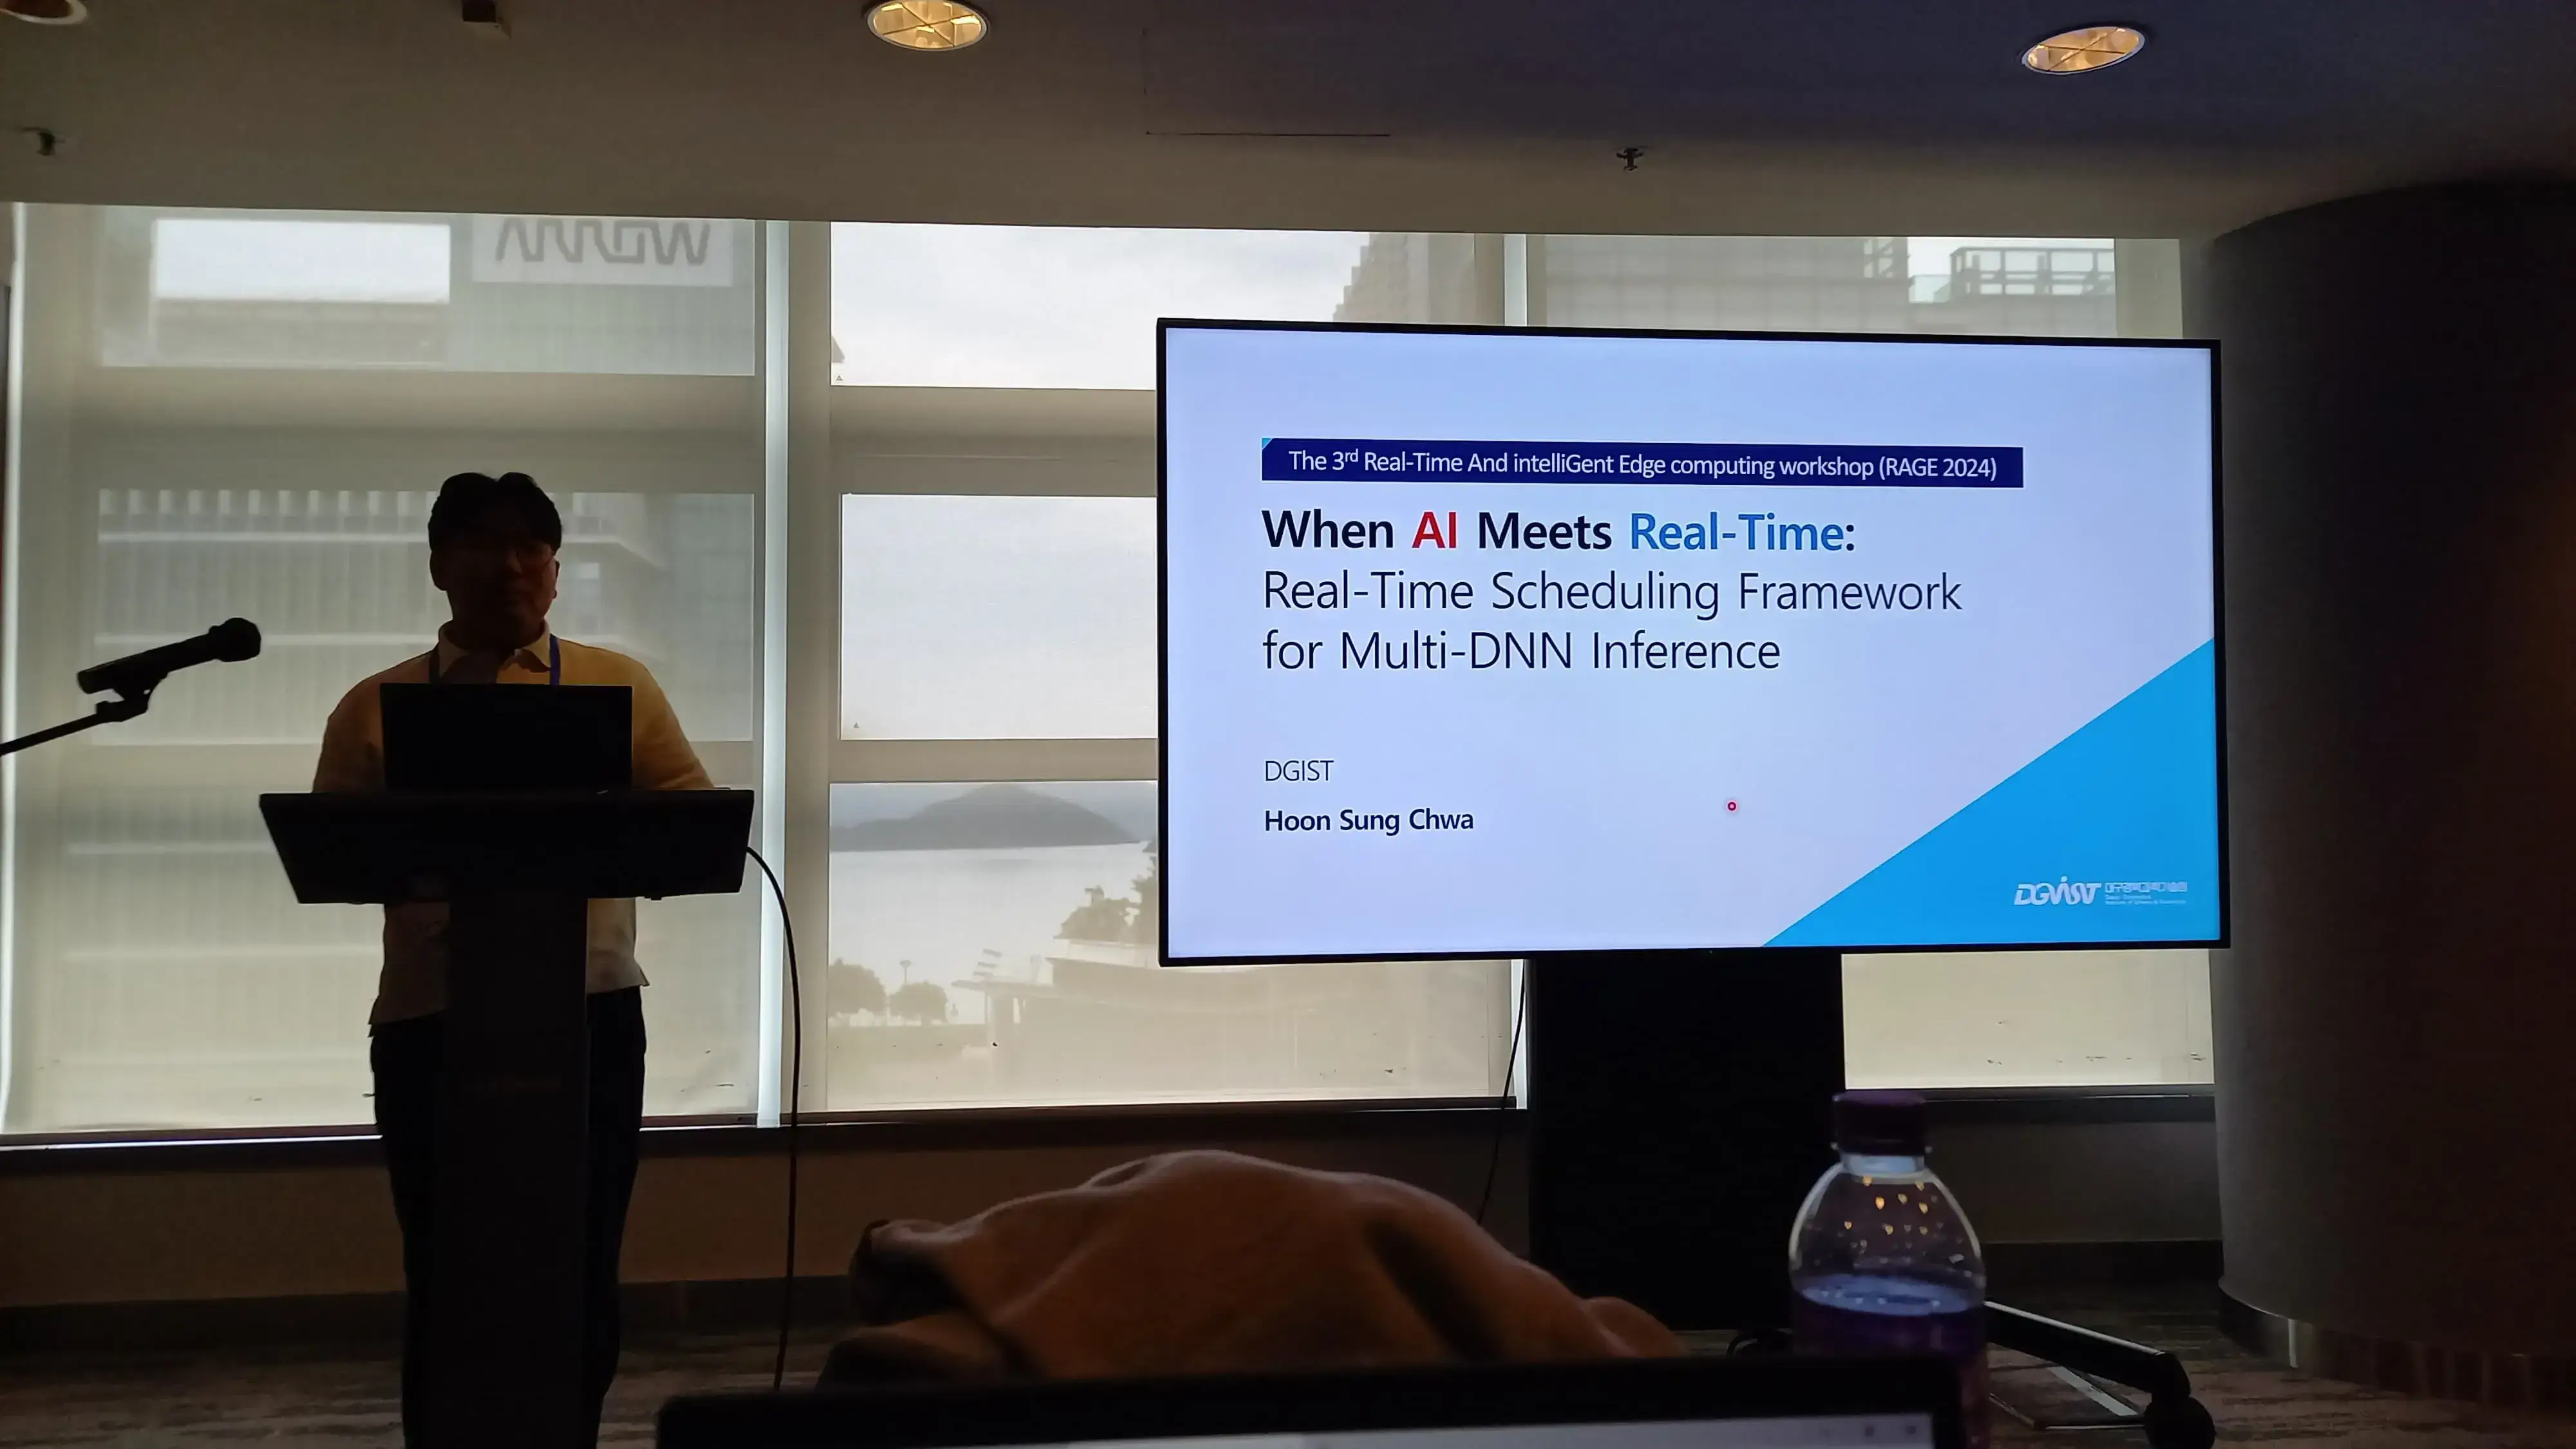 ARROW
The 3rd Real-Time And intelliGent Edge computing workshop (RAGE 2024)
When AI Meets Real-Time:
Real-Time Scheduling Framework
for Multi-DNN Inference
DGIST
Hoon Sung Chwa
DGIST